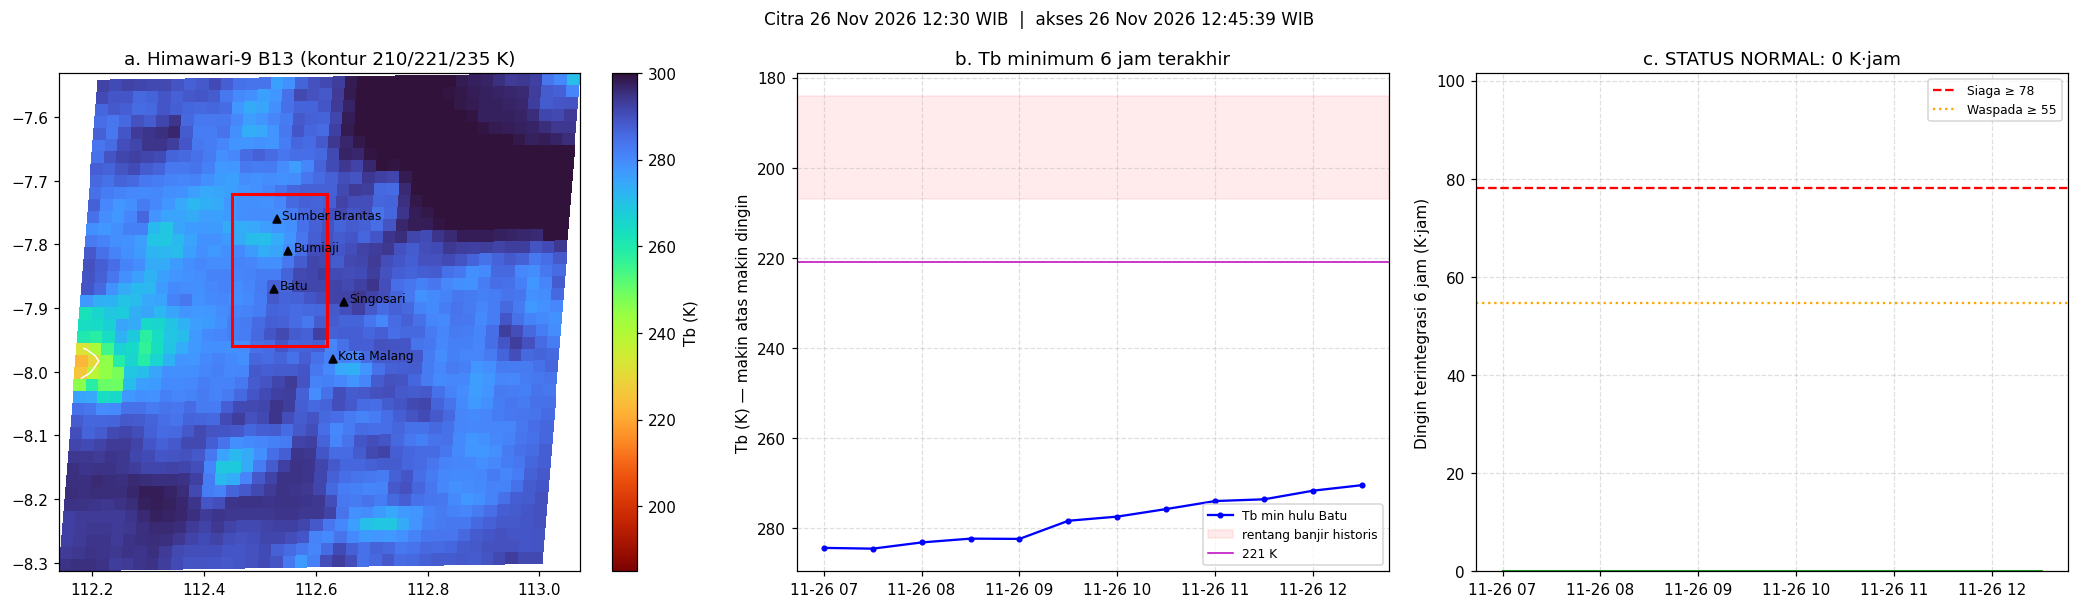 Citra 26 Nov 2026 12:30 WIB | akses 26 Nov 2026 12:45:39 WIB
a. Himawari-9 B13 (kontur 210/221/235 K)
−7.6
−7.7
−7.8
−7.9
−8.0
−8.1
−8.2
−8.3
112.2
112.4
112.6
112.8
113.0
Sumber Brantas
Bumiaji
Batu
Singosari
Kota Malang
300
280
260
240
220
200
Tb (K)
b. Tb minimum 6 jam terakhir
Tb (K) — makin atas makin dingin
180
200
220
240
260
280
Tb min hulu Batu
rentang banjir historis
221 K
11-26 07
11-26 08
11-26 09
11-26 10
11-26 11
11-26 12
c. STATUS NORMAL: 0 K·jam
Dingin terintegrasi 6 jam (K·jam)
100
80
60
40
20
0
Siaga ≥ 78
Waspada ≥ 55
11-26 07
11-26 08
11-26 09
11-26 10
11-26 11
11-26 12